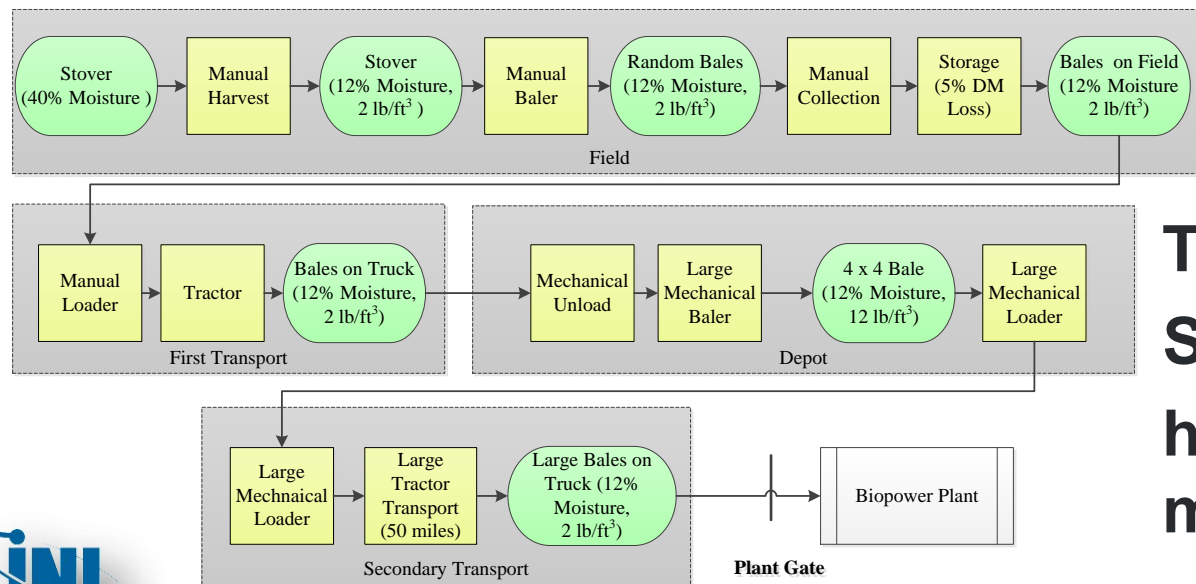 Stover
(40% Moisture )
Manual
Harvest
Stover
(12% Moisture,
2 lb/ft³ )
Manual
Baler
Random Bales
(12% Moisture,
2 lb/ft³)
Manual
Collection
Storage
(5% DM
Loss)
Bales on Field
(12% Moisture
2 lb/ft³)
Field
Manual
Loader
Tractor
Bales on Truck
(12% Moisture,
2 lb/ft³)
First Transport
Mechanical
Unload
Large
Mechanical
Baler
4 x 4 Bale
(12% Moisture,
12 lb/ft³)
Large
Mechanical
Loader
Depot
T
S
h
m
Large
Mechnaical
Loader
Large
Tractor
Transport
(50 miles)
Large Bales on
Truck (12%
Moisture,
2 lb/ft³)
Secondary Transport
Plant Gate
Biopower Plant
INL